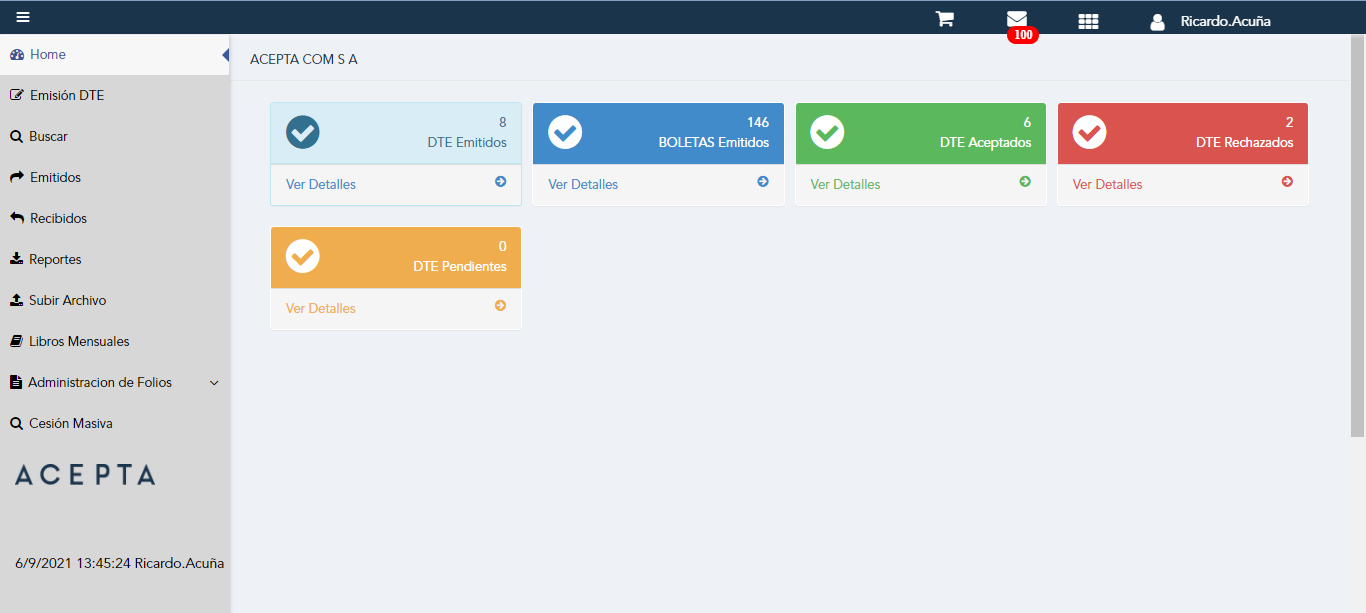 Ricardo.Acuña
100
Home
Emisión DTE
Buscar
Emitidos
Recibidos
Reportes
Subir Archivo
Libros Mensuales
Administracion de Folios
Cesión Masiva
ACEPTA
6/9/2021 13:45:24 Ricardo.Acuña
ACEPTA COM S A
8
DTE Emitidos
Ver Detalles
146
BOLETAS Emitidos
Ver Detalles
6
DTE Aceptados
Ver Detalles
2
DTE Rechazados
Ver Detalles
0
DTE Pendientes
Ver Detalles